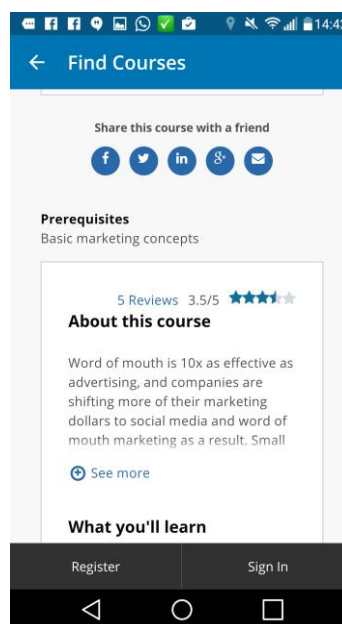 14:43
Find Courses
Share this course with a friend
f in 8+
Prerequisites
Basic marketing concepts
5 Reviews 3.5/5
About this course
Word of mouth is 10x as effective as
advertising, and companies are
shifting more of their marketing
dollars to social media and word of
mouth marketing as a result. Small
See more
What you'll learn
Register Sign In